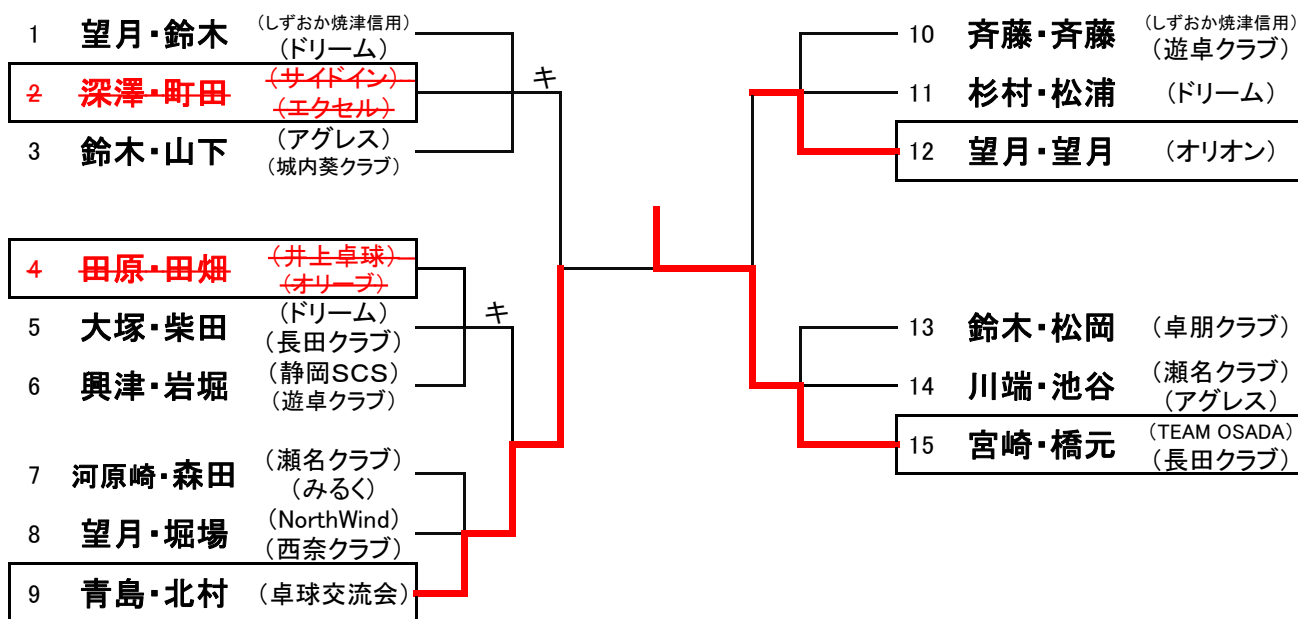 1 望月・鈴木 (しずおか焼津信用)
(ドリーム)
2 深澤・町田 (サイドイン)
(エクセル)
3 鈴木・山下 (アグレス)
(城内葵クラブ)
キ
4 田原・田畑 (井上卓球)
(オリーブ)
5 大塚・柴田 (ドリーム)
(長田クラブ)
6 興津・岩堀 (静岡SCS)
(遊卓クラブ)
キ
7 河原崎・森田 (瀬名クラブ)
(みるく)
8 望月・堀場 (NorthWind)
(西奈クラブ)
9 青島・北村 (卓球交流会)
10 斉藤・斉藤 (しずおか焼津信用)
(遊卓クラブ)
11 杉村・松浦 (ドリーム)
12 望月・望月 (オリオン)
13 鈴木・松岡 (卓朋クラブ)
14 川端・池谷 (瀬名クラブ)
(アグレス)
15 宮崎・橋元 (TEAM OSADA)
(長田クラブ)